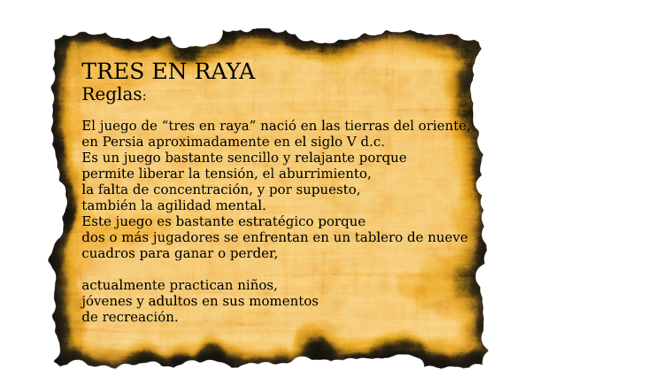 TRES EN RAYA
Reglas:
El juego de “tres en raya” nació en las tierras del oriente,
en Persia aproximadamente en el siglo V d.c.
Es un juego bastante sencillo y relajante porque
permite liberar la tensión, el aburrimiento,
la falta de concentración, y por supuesto,
también la agilidad mental.
Este juego es bastante estratégico porque
dos o más jugadores se enfrentan en un tablero de nueve
cuadros para ganar o perder,
actualmente practican niños,
jóvenes y adultos en sus momentos
de recreación.